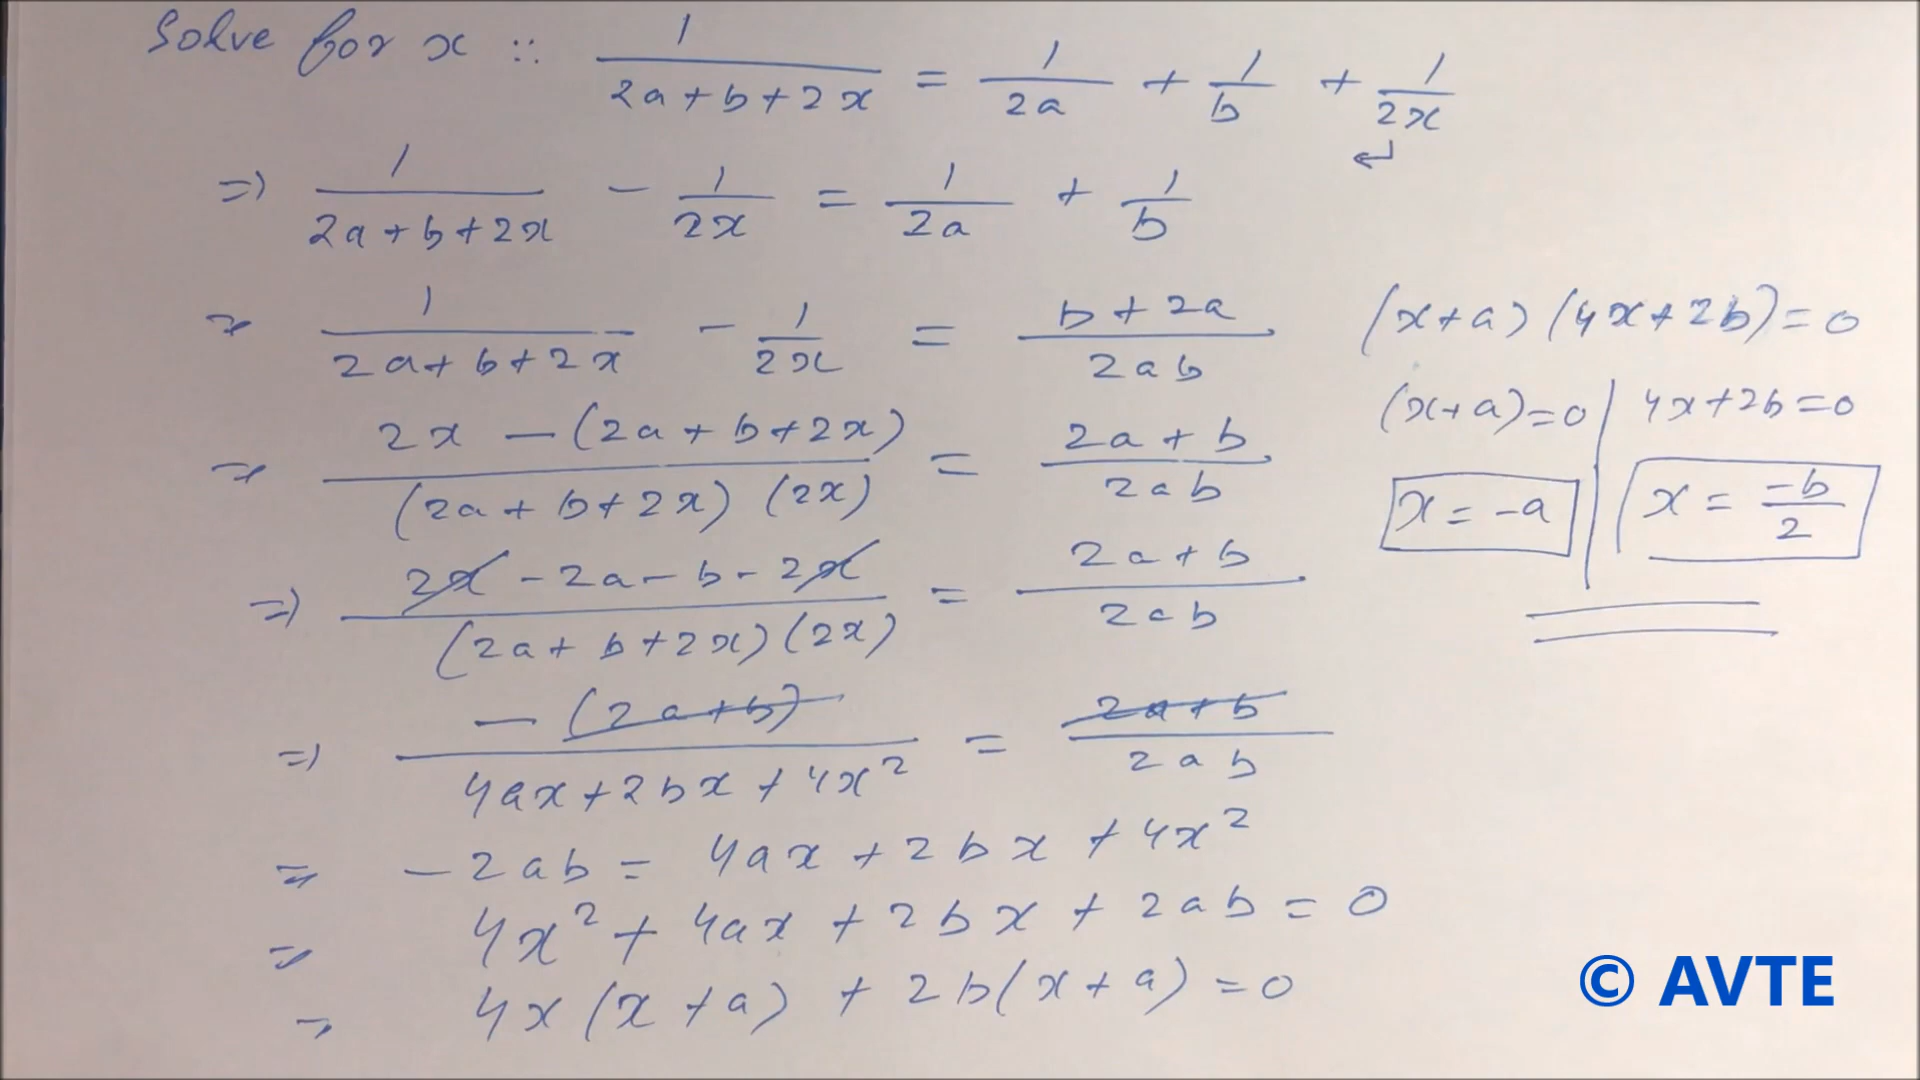 Solve for x :: 1/(2a+b+2x) = 1/2a + 1/b + 1/2x
↵
=) 1/(2a+b+2x) - 1/2x = 1/2a + 1/b
⇒ 1/(2a+b+2x) - 1/2x = (b+2a)/2ab
⇒ (2x - (2a+b+2x))/((2a+b+2x)(2x)) = (2a+b)/2ab
=) (2x - 2a - b - 2x)/((2a+b+2x)(2x)) = (2a+b)/2ab
=) -(2a+b)/(4ax+2bx+4x²) = (2a+b)/2ab
⇒ -2ab = 4ax + 2bx + 4x²
⇒ 4x² + 4ax + 2bx + 2ab = 0
⇒ 4x(x+a) + 2b(x+a) = 0
(x+a)(4x+2b) = 0
(x+a) = 0 | 4x+2b = 0
x = -a | x = -b/2
© AVTE